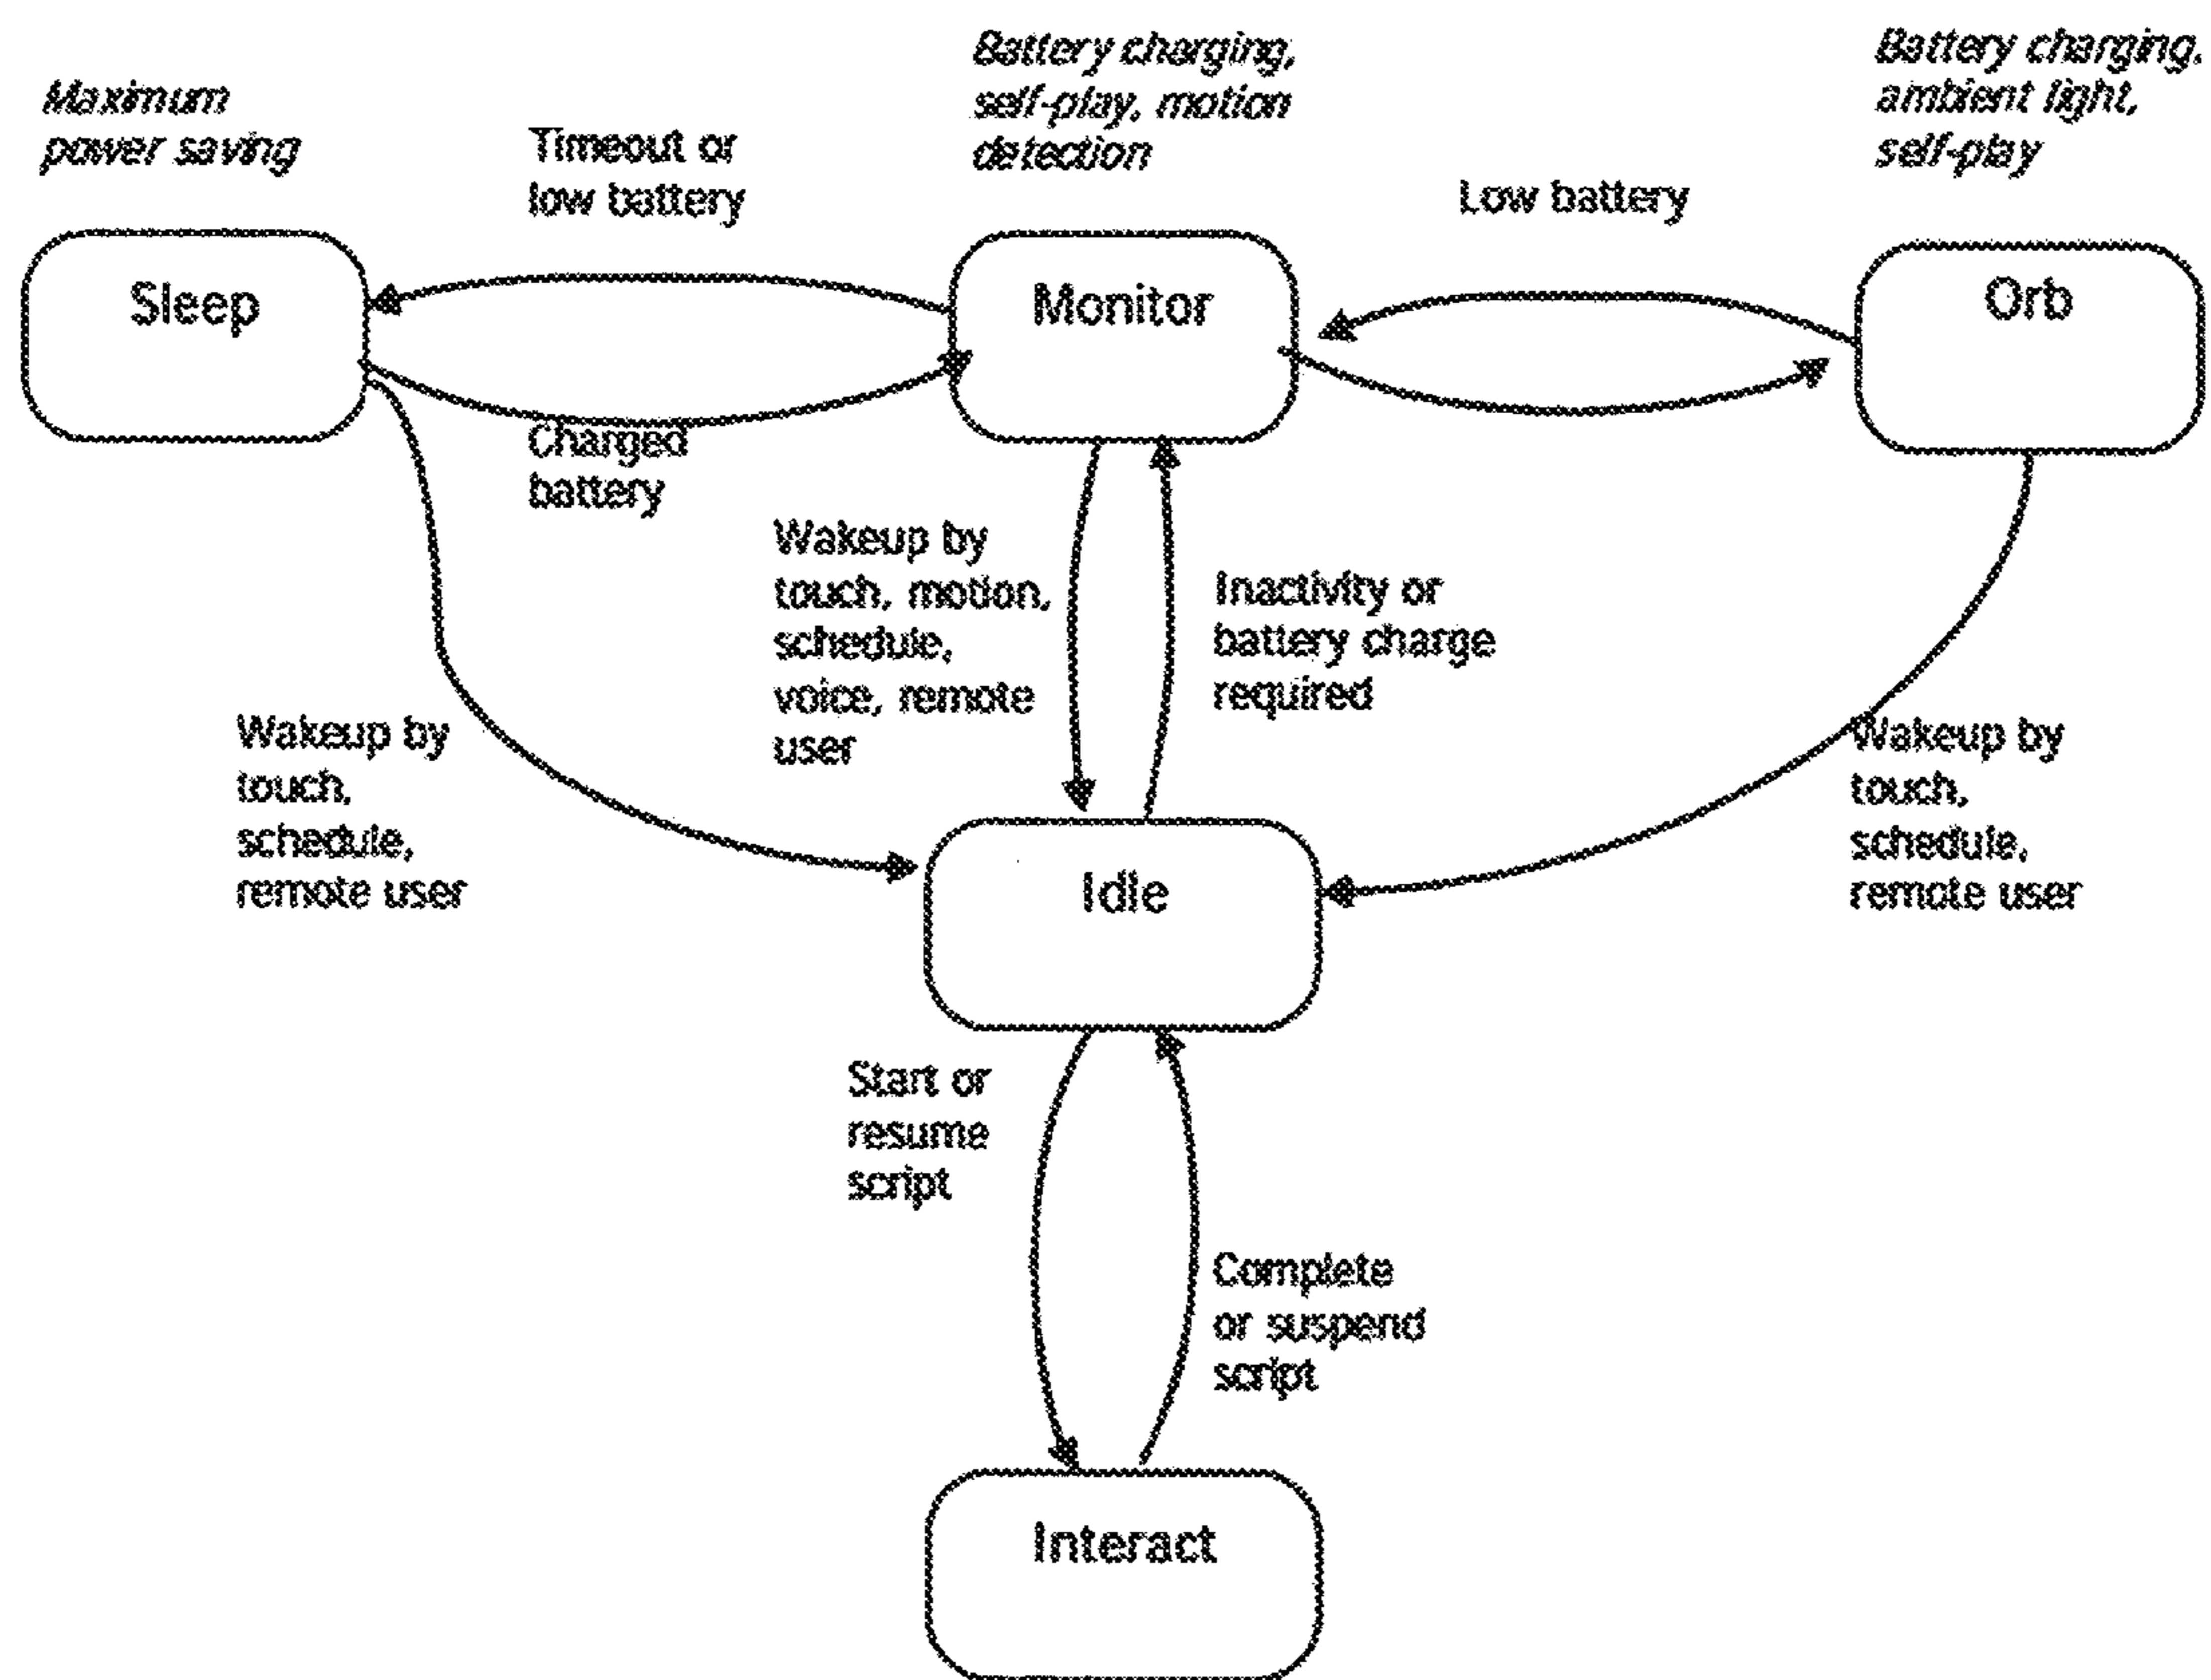 Maximum
power saving
Timeout or
low battery
Battery charging,
self-play, motion
detection
Low battery
Battery charging,
ambient light,
self-play
Sleep
Monitor
Orb
Charged
battery
Wakeup by
touch, motion,
schedule,
voice, remote
user
Inactivity or
battery charge
required
Wakeup by
touch,
schedule,
remote user
Wakeup by
touch,
schedule,
remote user
Idle
Start or
resume
script
Complete
or suspend
script
Interact